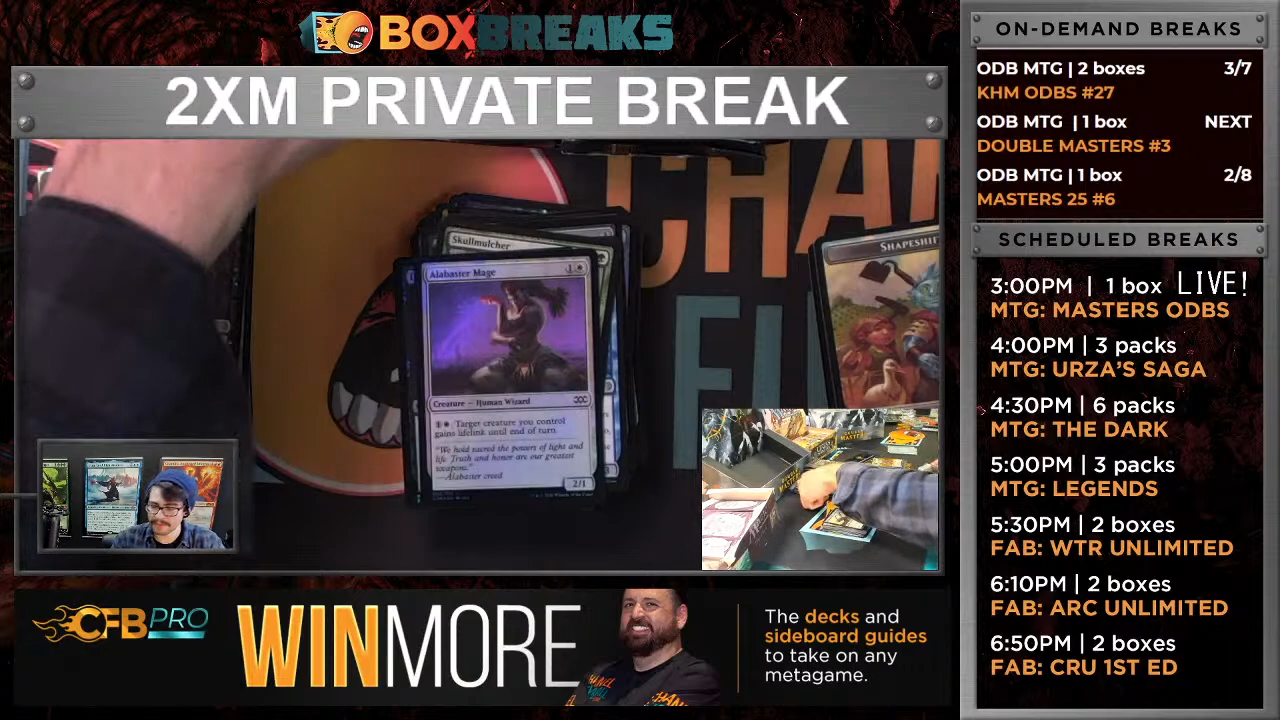 BOXBREAKS
2XM PRIVATE BREAK
Skullmulcher
Alabaster Mage
Creature — Human Wizard
Target creature you control
gains lifelink until end of turn.
"We hold sacred the powers of light and
life. Truth and honor are our greatest
weapons."
—Alabaster creed
2/1
SHAPESHIF
CHA
FI
CFBPRO
WINMORE
The decks and
sideboard guides
to take on any
metagame.
ON-DEMAND BREAKS
ODB MTG | 2 boxes 3/7
KHM ODBS #27
ODB MTG | 1 box NEXT
DOUBLE MASTERS #3
ODB MTG | 1 box 2/8
MASTERS 25 #6
SCHEDULED BREAKS
3:00PM | 1 box LIVE!
MTG: MASTERS ODBS
4:00PM | 3 packs
MTG: URZA'S SAGA
4:30PM | 6 packs
MTG: THE DARK
5:00PM | 3 packs
MTG: LEGENDS
5:30PM | 2 boxes
FAB: WTR UNLIMITED
6:10PM | 2 boxes
FAB: ARC UNLIMITED
6:50PM | 2 boxes
FAB: CRU 1ST ED